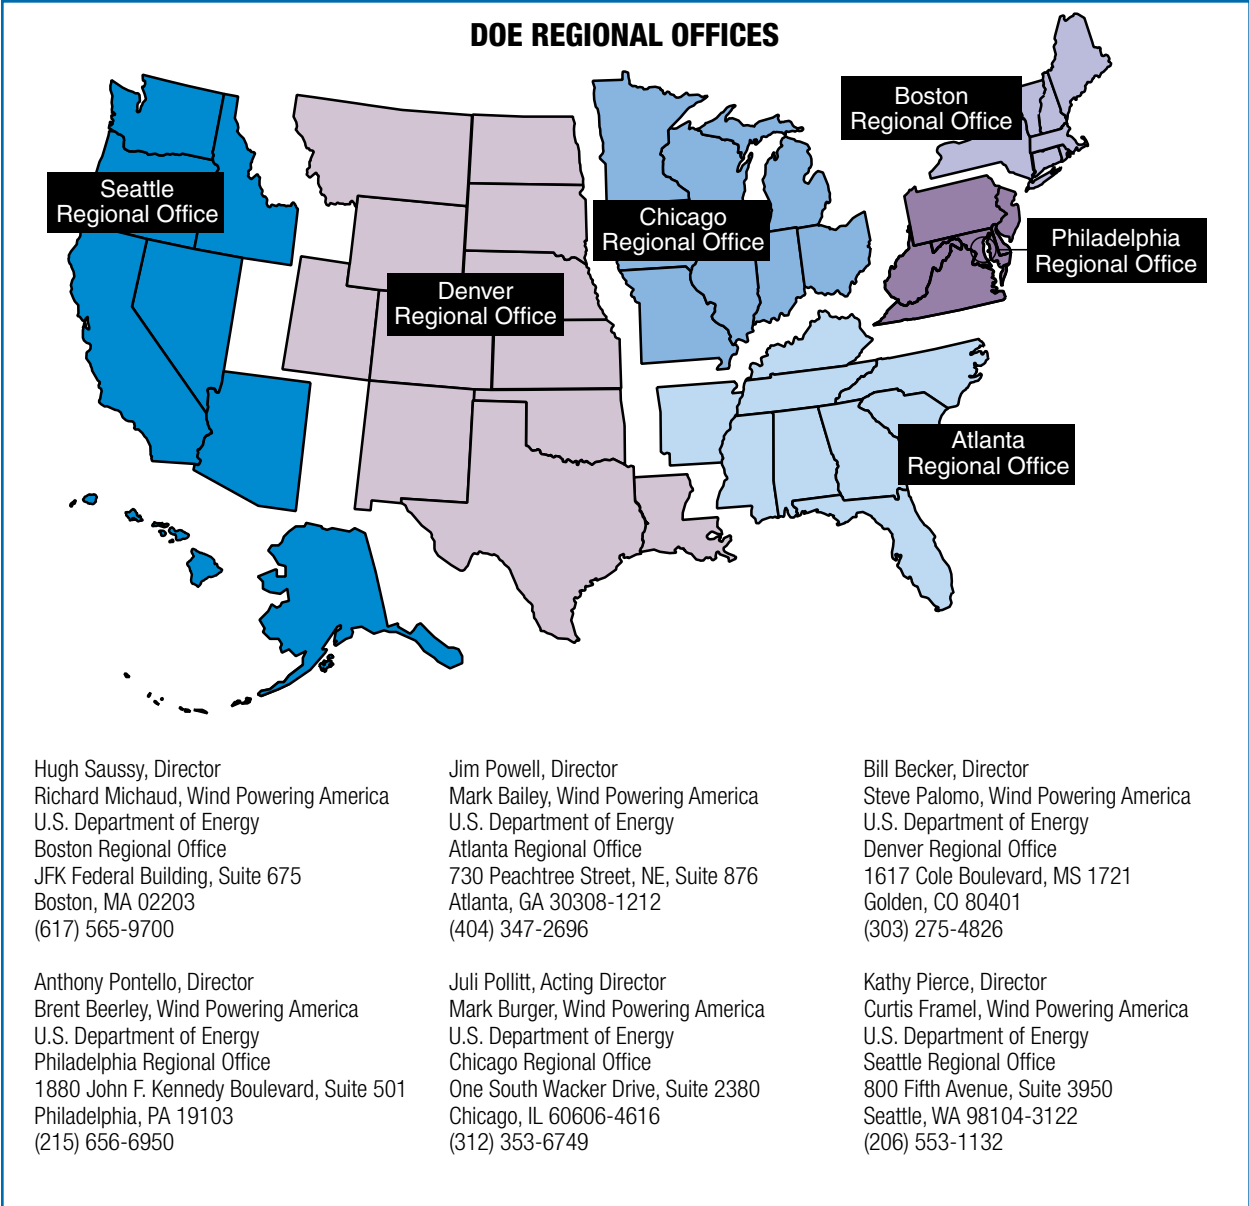 DOE REGIONAL OFFICES
Boston
Regional Office
Seattle
Regional Office
Chicago
Regional Office
Philadelphia
Regional Office
Denver
Regional Office
Atlanta
Regional Office
Hugh Saussy, Director
Richard Michaud, Wind Powering America
U.S. Department of Energy
Boston Regional Office
JFK Federal Building, Suite 675
Boston, MA 02203
(617) 565-9700
Jim Powell, Director
Mark Bailey, Wind Powering America
U.S. Department of Energy
Atlanta Regional Office
730 Peachtree Street, NE, Suite 876
Atlanta, GA 30308-1212
(404) 347-2696
Bill Becker, Director
Steve Palomo, Wind Powering America
U.S. Department of Energy
Denver Regional Office
1617 Cole Boulevard, MS 1721
Golden, CO 80401
(303) 275-4826
Anthony Pontello, Director
Brent Beerley, Wind Powering America
U.S. Department of Energy
Philadelphia Regional Office
1880 John F. Kennedy Boulevard, Suite 501
Philadelphia, PA 19103
(215) 656-6950
Juli Pollitt, Acting Director
Mark Burger, Wind Powering America
U.S. Department of Energy
Chicago Regional Office
One South Wacker Drive, Suite 2380
Chicago, IL 60606-4616
(312) 353-6749
Kathy Pierce, Director
Curtis Framel, Wind Powering America
U.S. Department of Energy
Seattle Regional Office
800 Fifth Avenue, Suite 3950
Seattle, WA 98104-3122
(206) 553-1132